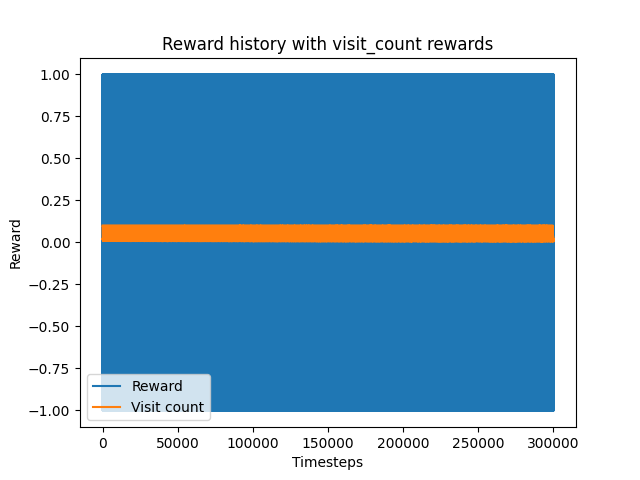 Reward history with visit_count rewards
1.00
0.75
0.50
0.25
0.00
−0.25
−0.50
−0.75
−1.00
Reward
Reward
Visit count
0 50000 100000 150000 200000 250000 300000
Timesteps